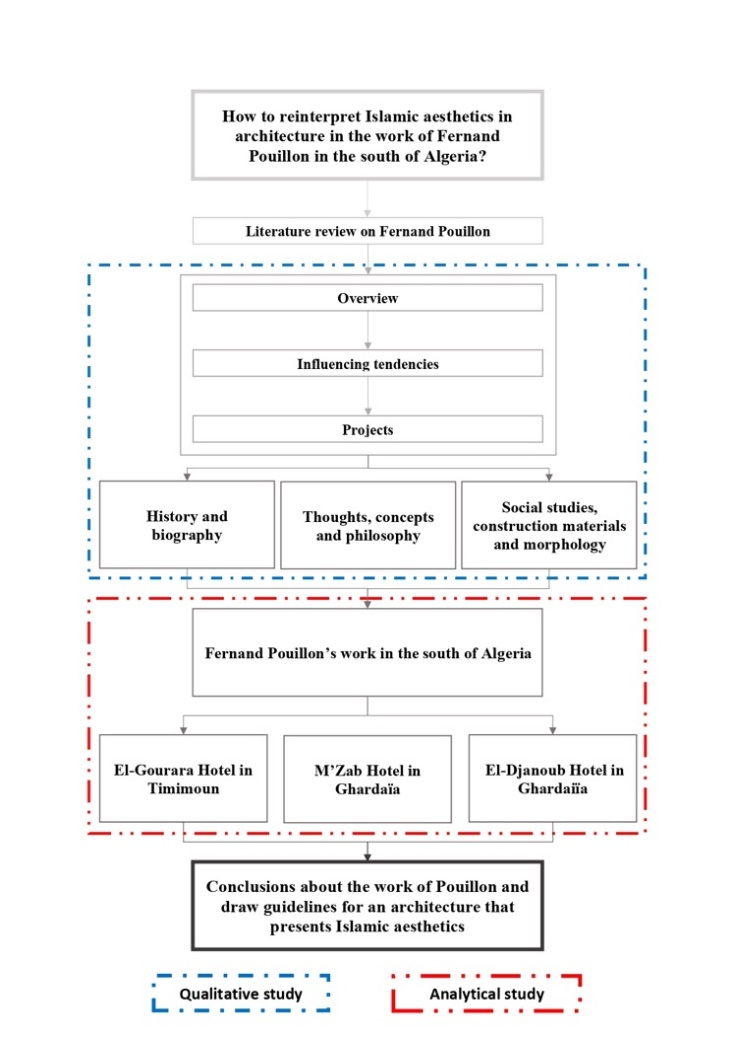 How to reinterpret Islamic aesthetics in
architecture in the work of Fernand
Pouillon in the south of Algeria?
Literature review on Fernand Pouillon
Overview
Influencing tendencies
Projects
History and
biography
Thoughts, concepts
and philosophy
Social studies,
construction materials
and morphology
Fernand Pouillon’s work in the south of Algeria
El-Gourara Hotel in
Timimoun
M’Zab Hotel in
Ghardaïa
El-Djanoub Hotel in
Ghardaiïa
Conclusions about the work of Pouillon and
draw guidelines for an architecture that
presents Islamic aesthetics
Qualitative study
Analytical study